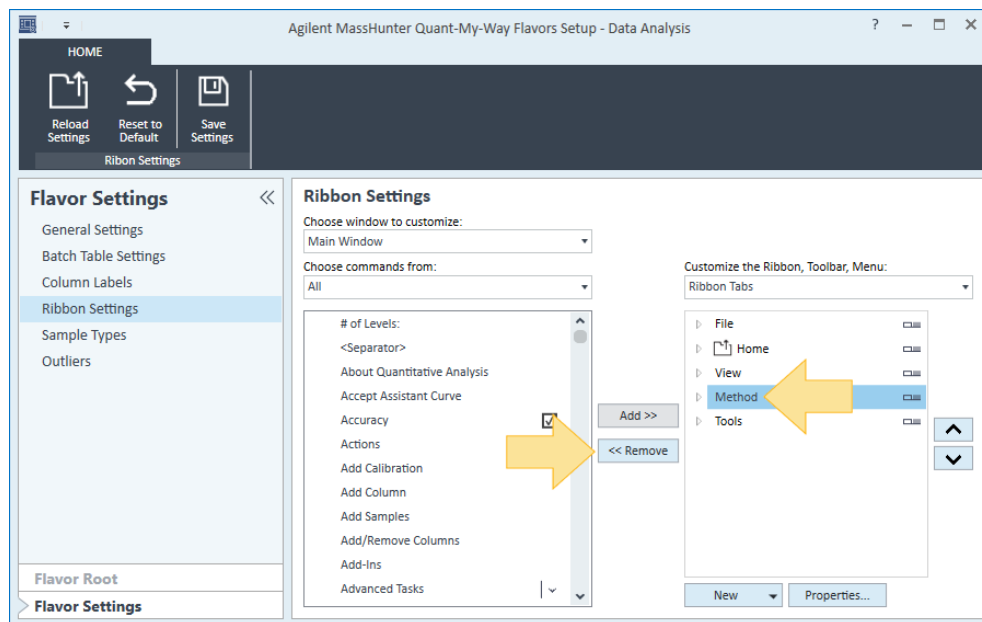 Agilent MassHunter Quant-My-Way Flavors Setup - Data Analysis
?
HOME
Reload
Settings
Reset to
Default
Save
Settings
Ribon Settings
Flavor Settings
General Settings
Batch Table Settings
Column Labels
Ribbon Settings
Sample Types
Outliers
Flavor Root
Flavor Settings
Ribbon Settings
Choose window to customize:
Main Window
Choose commands from:
All
# of Levels:
<Separator>
About Quantitative Analysis
Accept Assistant Curve
Accuracy
Actions
Add Calibration
Add Column
Add Samples
Add/Remove Columns
Add-Ins
Advanced Tasks
Add >>
<< Remove
Customize the Ribbon, Toolbar, Menu:
Ribbon Tabs
File
Home
View
Method
Tools
New
Properties...